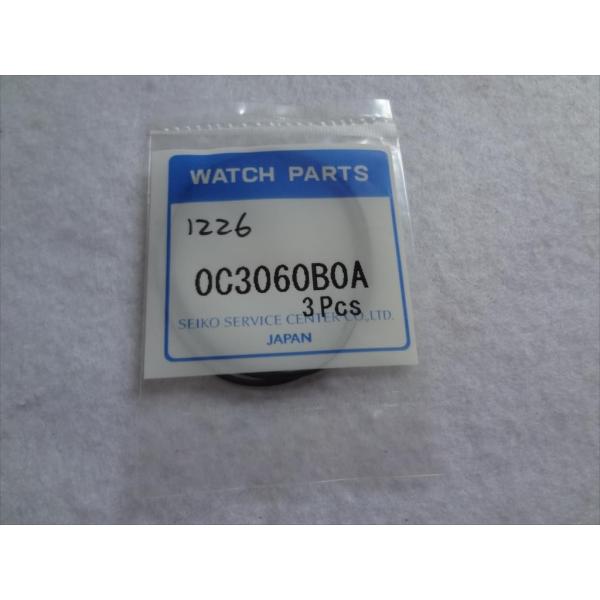 WATCH PARTS
1226
0C3060B0A
3Pcs
SEIKO SERVICE CENTER CO.,LTD.
JAPAN